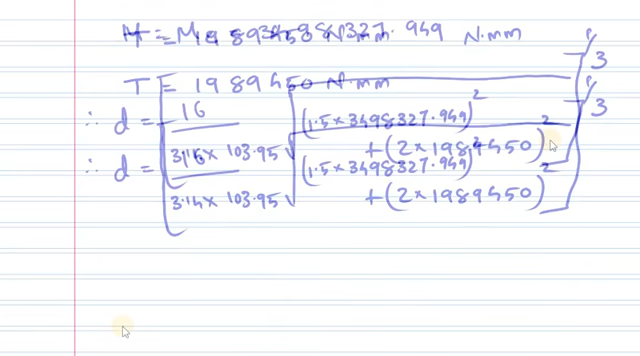 M = 3498327.949 N.mm
T = 1989450 N.mm
∴ d = [ 16 / 3.14 × 103.95 √ (1.5 × 3498327.949)² + (2 × 1989450)² ] 1/3
∴ d = [ 16 / 3.14 × 103.95 √ (1.5 × 3498327.949)² + (2 × 1989450)² ] 1/3